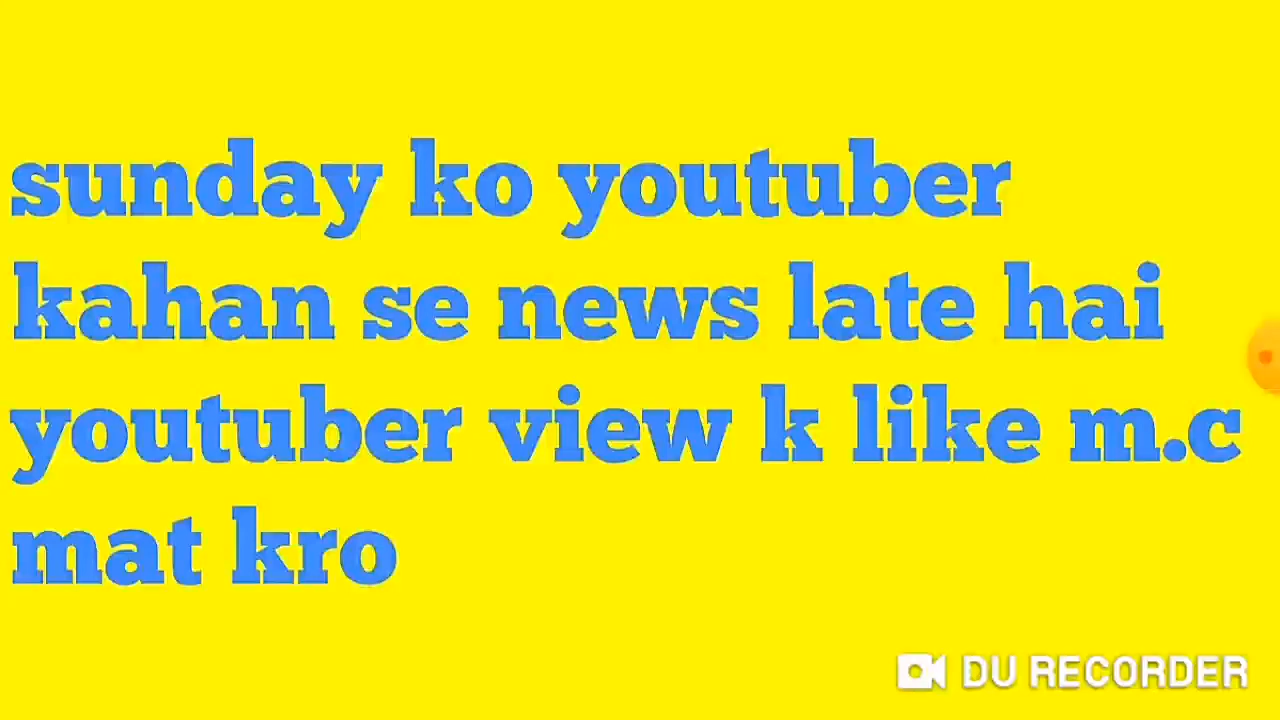 sunday ko youtuber
kahan se news late hai
youtuber view k like m.c
mat kro
DU RECORDER